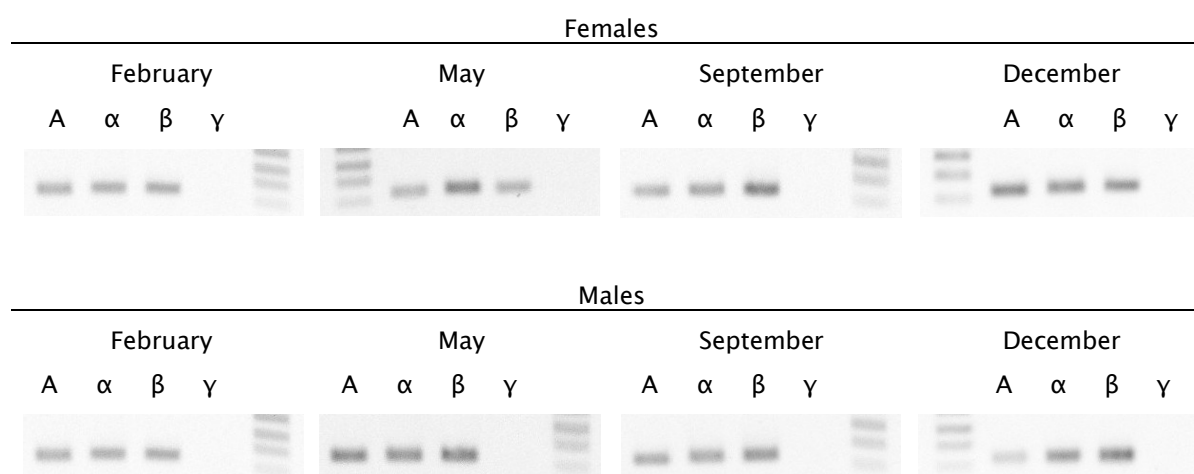 Females
February May September December
A α β γ A α β γ A α β γ A α β γ
Males
February May September December
A α β γ A α β γ A α β γ A α β γ